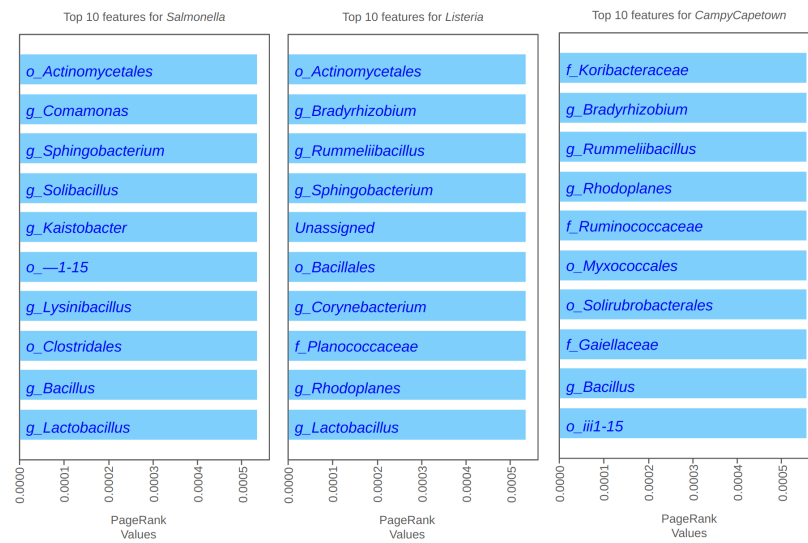 Top 10 features for Salmonella
o_Actinomycetales
g_Comamonas
g_Sphingobacterium
g_Solibacillus
g_Kaistobacter
o_—1-15
g_Lysinibacillus
o_Clostridales
g_Bacillus
g_Lactobacillus
0.0000
0.0001
0.0002
0.0003
0.0004
0.0005
PageRank
Values
Top 10 features for Listeria
o_Actinomycetales
g_Bradyrhizobium
g_Rummeliibacillus
g_Sphingobacterium
Unassigned
o_Bacillales
g_Corynebacterium
f_Planococcaceae
g_Rhodoplanes
g_Lactobacillus
0.0000
0.0001
0.0002
0.0003
0.0004
0.0005
PageRank
Values
Top 10 features for CampyCapetown
f_Koribacteraceae
g_Bradyrhizobium
g_Rummeliibacillus
g_Rhodoplanes
f_Ruminococcaceae
o_Myxococcales
o_Solirubrobacterales
f_Gaiellaceae
g_Bacillus
o_iii1-15
0.0000
0.0001
0.0002
0.0003
0.0004
0.0005
PageRank
Values